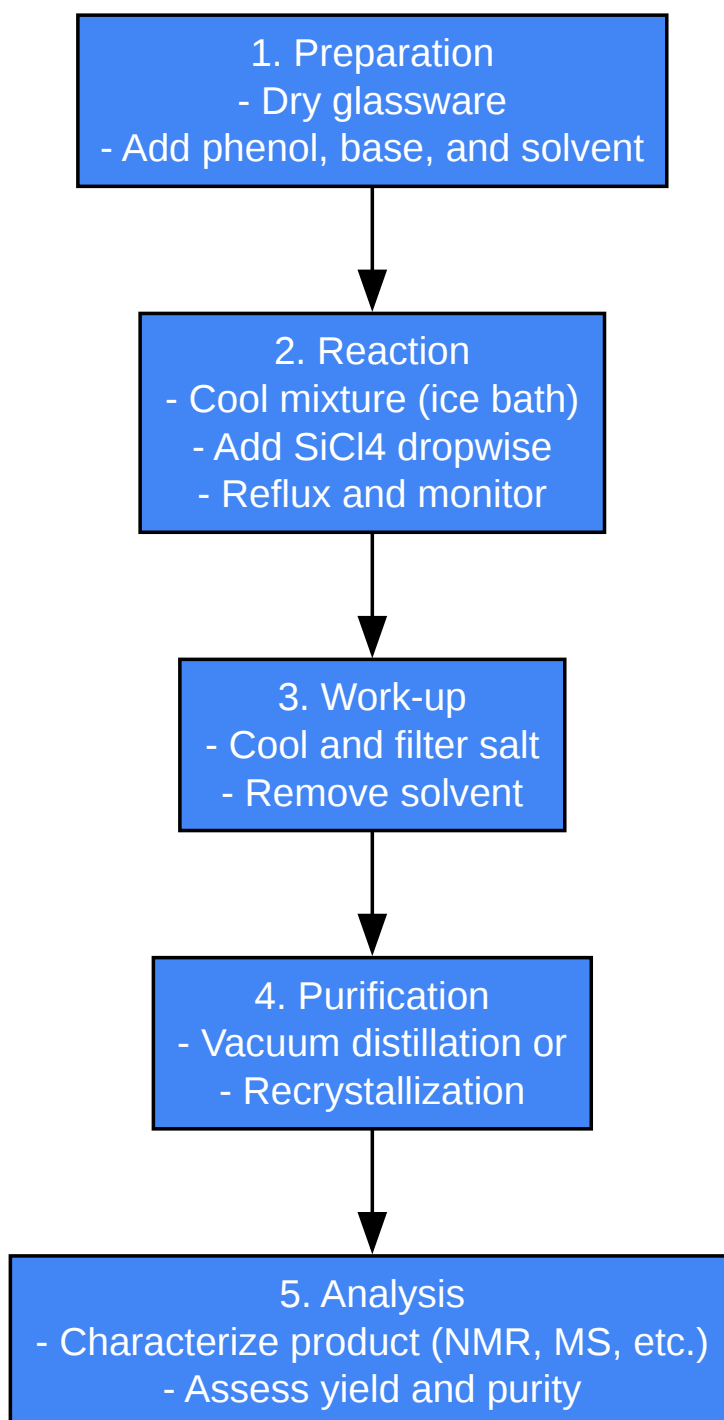 1. Preparation
- Dry glassware
- Add phenol, base, and solvent
2. Reaction
- Cool mixture (ice bath)
- Add SiCl4 dropwise
- Reflux and monitor
3. Work-up
- Cool and filter salt
- Remove solvent
4. Purification
- Vacuum distillation or
- Recrystallization
5. Analysis
- Characterize product (NMR, MS, etc.)
- Assess yield and purity